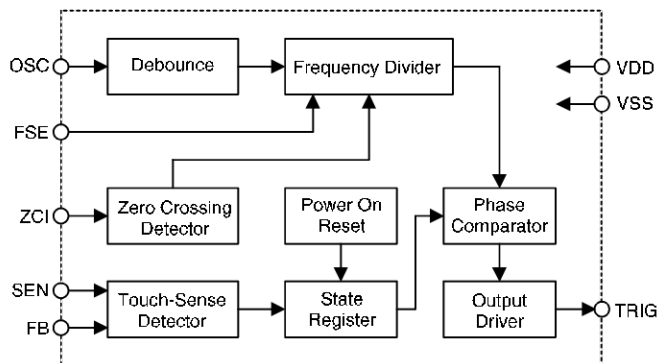 OSC
Debounce
Frequency Divider
VDD
VSS
FSE
ZCI
Zero Crossing
Detector
Power On
Reset
Phase
Comparator
SEN
FB
Touch-Sense
Detector
State
Register
Output
Driver
TRIG